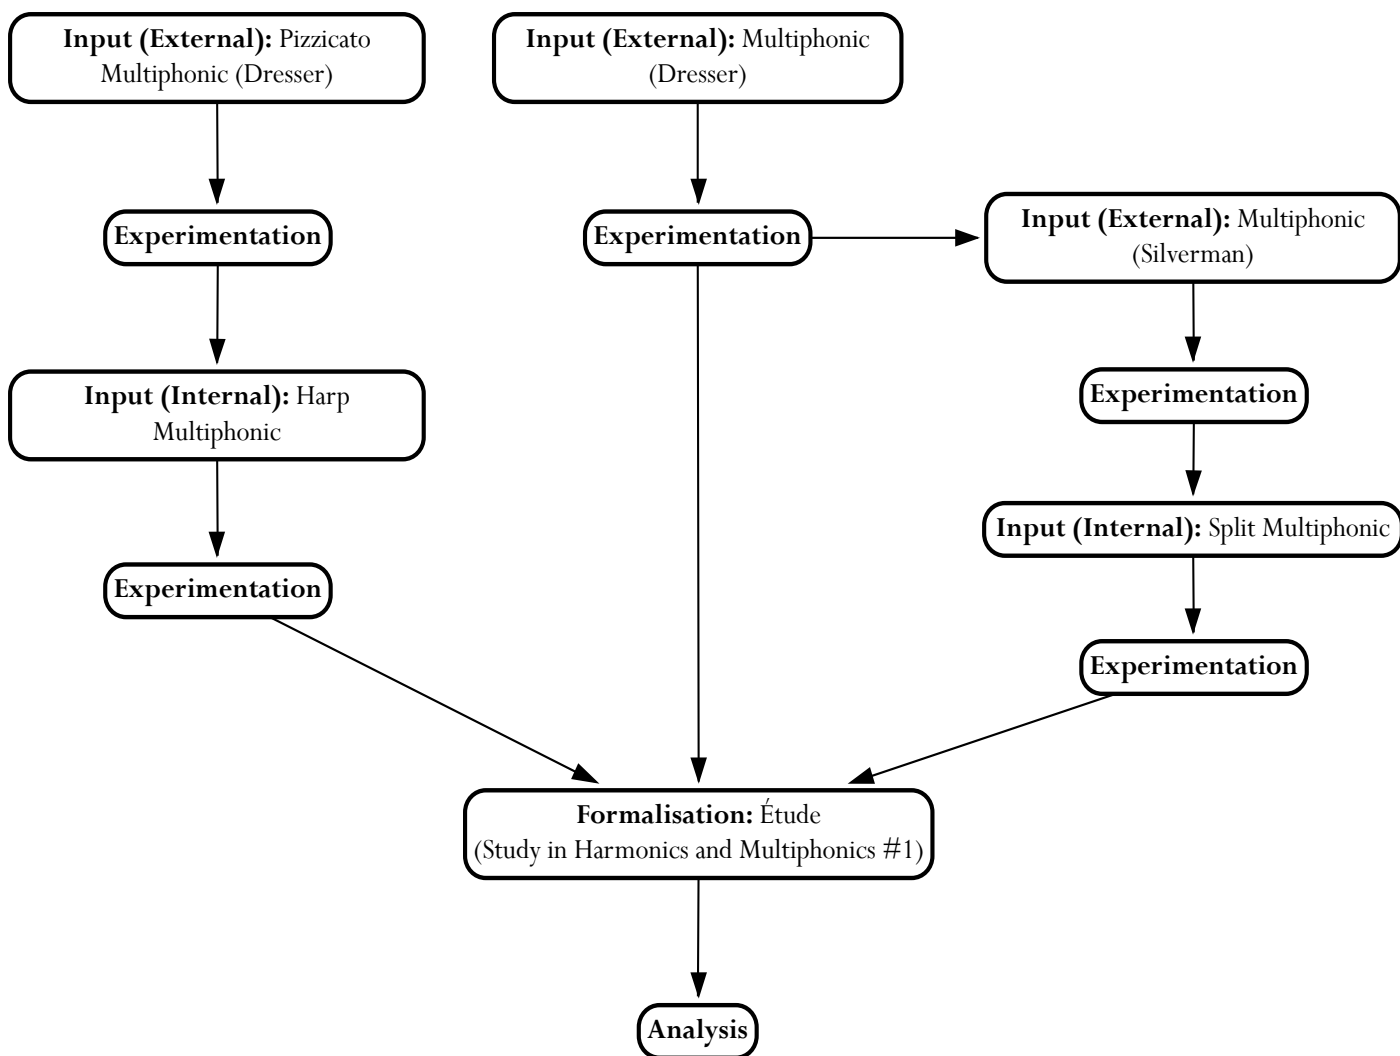 Input (External): Pizzicato
Multiphonic (Dresser)
Input (External): Multiphonic
(Dresser)
Experimentation
Experimentation
Input (External): Multiphonic
(Silverman)
Input (Internal): Harp
Multiphonic
Experimentation
Input (Internal): Split Multiphonic
Experimentation
Experimentation
Formalisation: Étude
(Study in Harmonics and Multiphonics #1)
Analysis